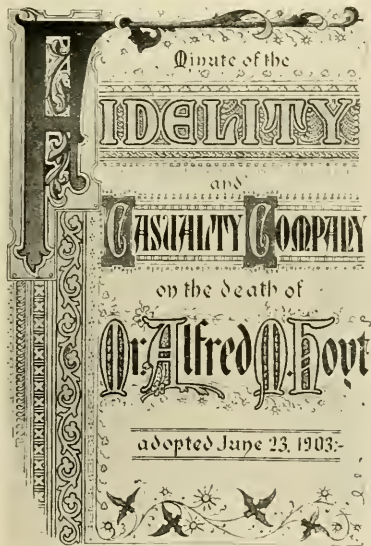 Minute of the
FIDELITY
and
CASUALTY COMPANY
on the death of
Mr. Alfred M. Hoyt
adopted June 23, 1903:-